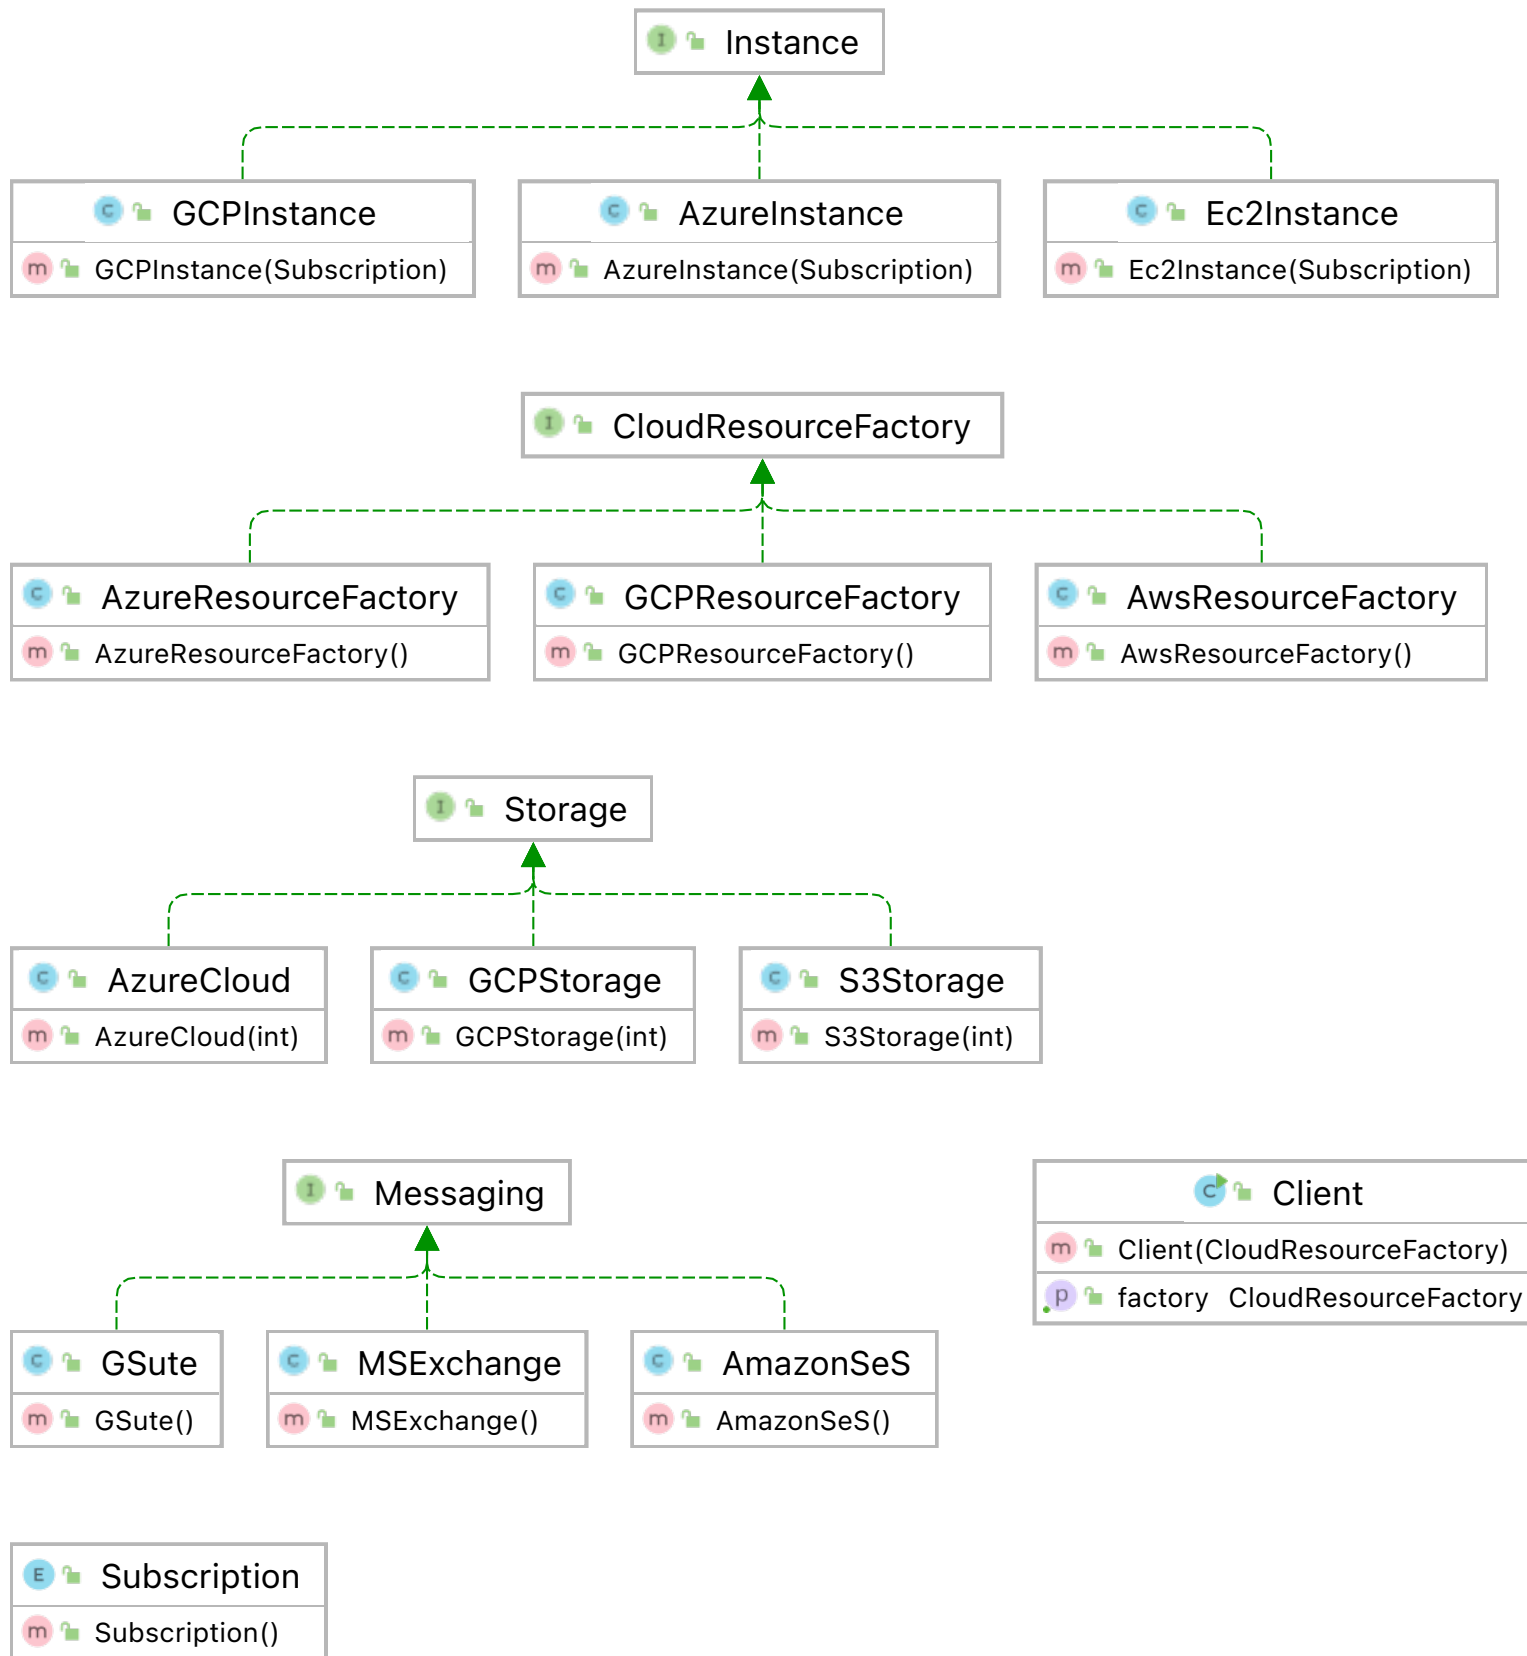 Instance
GCPInstance
GCPInstance(Subscription)
AzureInstance
AzureInstance(Subscription)
Ec2Instance
Ec2Instance(Subscription)
CloudResourceFactory
AzureResourceFactory
AzureResourceFactory()
GCPResourceFactory
GCPResourceFactory()
AwsResourceFactory
AwsResourceFactory()
Storage
AzureCloud
AzureCloud(int)
GCPStorage
GCPStorage(int)
S3Storage
S3Storage(int)
Messaging
GSute
GSute()
MSExchange
MSExchange()
AmazonSeS
AmazonSeS()
Client
Client(CloudResourceFactory)
factory CloudResourceFactory
Subscription
Subscription()